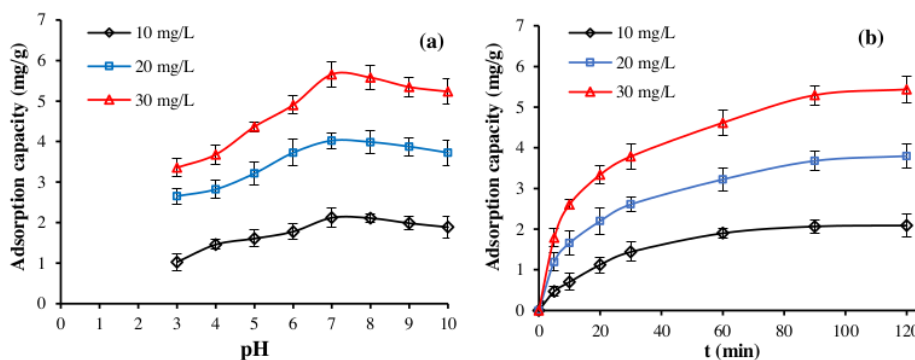 7
6
5
4
3
2
1
0
Adsorption capacity (mg/g)
10 mg/L
20 mg/L
30 mg/L
(a)
0 1 2 3 4 5 6 7 8 9 10
pH
7
6
5
4
3
2
1
0
Adsorption capacity (mg/g)
10 mg/L
20 mg/L
30 mg/L
(b)
0 20 40 60 80 100 120
t (min)